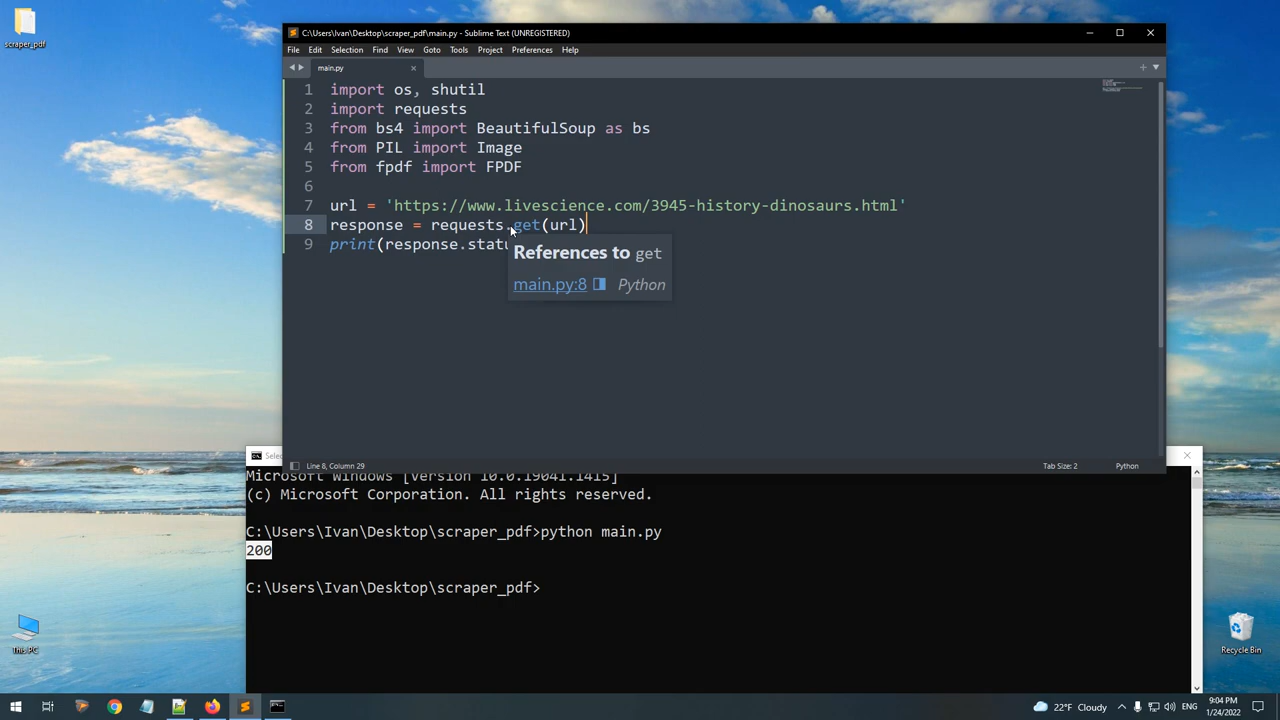 scraper_pdf
C:\Users\Ivan\Desktop\scraper_pdf\main.py - Sublime Text (UNREGISTERED)
File Edit Selection Find View Goto Tools Project Preferences Help
main.py
1 import os, shutil
2 import requests
3 from bs4 import BeautifulSoup as bs
4 from PIL import Image
5 from fpdf import FPDF
6
7 url = 'https://www.livescience.com/3945-history-dinosaurs.html'
8 response = requests.get(url)
9 print(response.statu
References to get
main.py:8 Python
Line 8, Column 29 Tab Size: 2 Python
Selec
Microsoft Windows [Version 10.0.19041.1415]
(c) Microsoft Corporation. All rights reserved.
C:\Users\Ivan\Desktop\scraper_pdf>python main.py
200
C:\Users\Ivan\Desktop\scraper_pdf>
This PC
Recycle Bin
22°F Cloudy
ENG
9:04 PM
1/24/2022